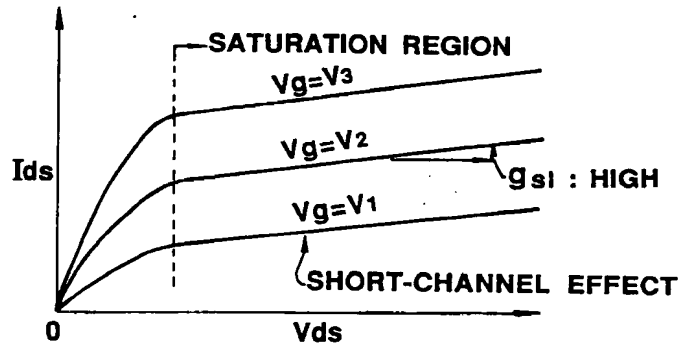 SATURATION REGION
Vg=V3
Vg=V2
Ids
gsl : HIGH
Vg=V1
SHORT-CHANNEL EFFECT
0
Vds